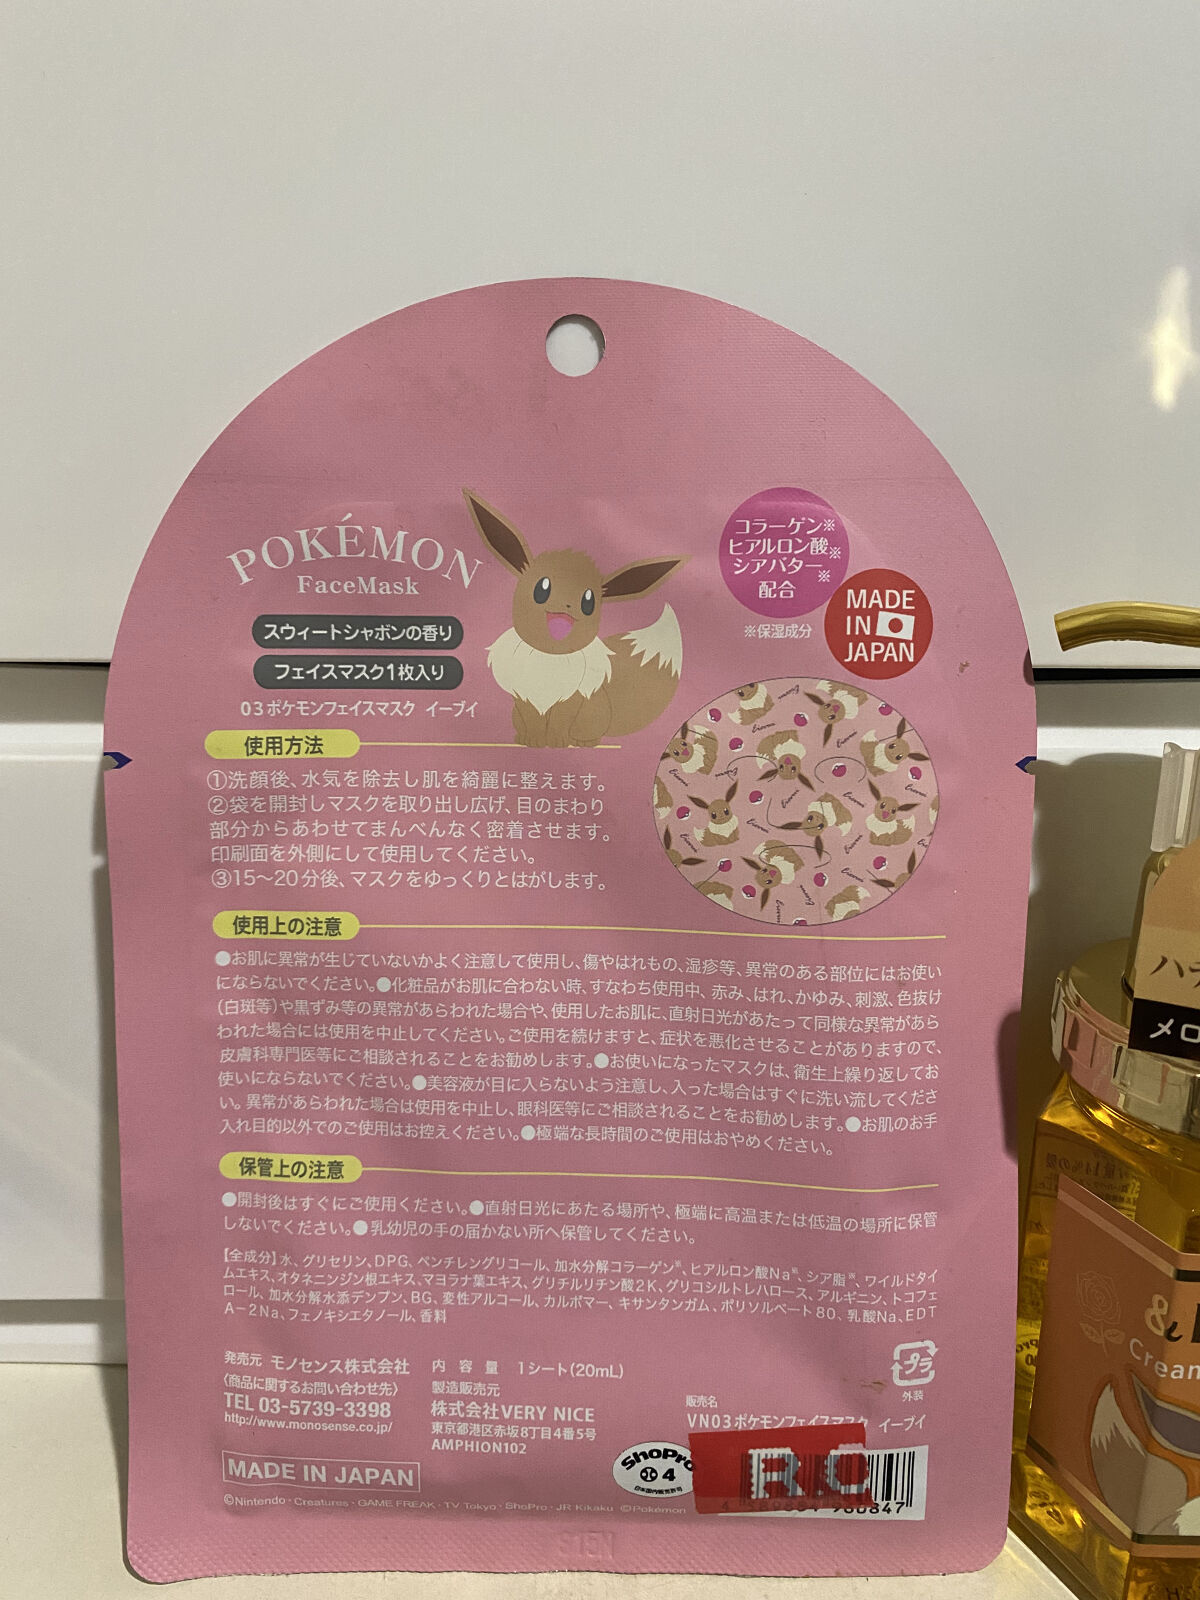 POKÉMON
FaceMask
スウィートシャボンの香り
フェイスマスク1枚入り
03ポケモンフェイスマスク イーブイ
コラーゲン※
ヒアルロン酸※
シアバター※
配合
※保湿成分
MADE
IN
JAPAN
使用方法
①洗顔後、水気を除去し肌を綺麗に整えます。
②袋を開封しマスクを取り出し広げ、目のまわり
部分からあわせてまんべんなく密着させます。
印刷面を外側にして使用してください。
③15〜20分後、マスクをゆっくりとはがします。
使用上の注意
●お肌に異常が生じていないかよく注意して使用し、傷やはれもの、湿疹等、異常のある部位にはお使い
にならないでください。●化粧品がお肌に合わない時、すなわち使用中、赤み、はれ、かゆみ、刺激、色抜け
(白斑等)や黒ずみ等の異常があらわれた場合や、使用したお肌に、直射日光があたって同様な異常があら
われた場合には使用を中止してください。ご使用を続けますと、症状を悪化させることがありますので、
皮膚科専門医等にご相談されることをお勧めします。●お使いになったマスクは、衛生上繰り返してお
使いにならないでください。●美容液が目に入らないよう注意し、入った場合はすぐに洗い流してくださ
い。異常があらわれた場合は使用を中止し、眼科医等にご相談されることをお勧めします。●お肌のお手
入れ目的以外でのご使用はお控えください。●極端な長時間のご使用はおやめください。
保管上の注意
●開封後はすぐにご使用ください。●直射日光にあたる場所や、極端に高温または低温の場所に保管
しないでください。●乳幼児の手の届かない所へ保管してください。
【全成分】水、グリセリン、DPG、ペンチレングリコール、加水分解コラーゲン※、ヒアルロン酸Na※、シア脂※、ワイルドタイ
ムエキス、オタネニンジン根エキス、マヨラナ葉エキス、グリチルリチン酸2K、グリコシルトレハロース、アルギニン、トコフェ
ロール、加水分解水添デンプン、BG、変性アルコール、カルボマー、キサンタンガム、ポリソルベート80、乳酸Na、EDT
A-2Na、フェノキシエタノール、香料
発売元 モノセンス株式会社
(商品に関するお問い合わせ先)
TEL 03-5739-3398
http://www.monosense.co.jp/
内容量 1シート(20mL)
製造販売元
株式会社VERY NICE
東京都港区赤坂8丁目4番5号
AMPHION102
プラ
外装
販売名
VN03ポケモンフェイスマスク イーブイ
MADE IN JAPAN
ShoPro
4
日本国内販売許可
©Nintendo・Creatures・GAME FREAK・TV Tokyo・ShoPro・JR Kikaku ©Pokémon
メロ
&
Cream